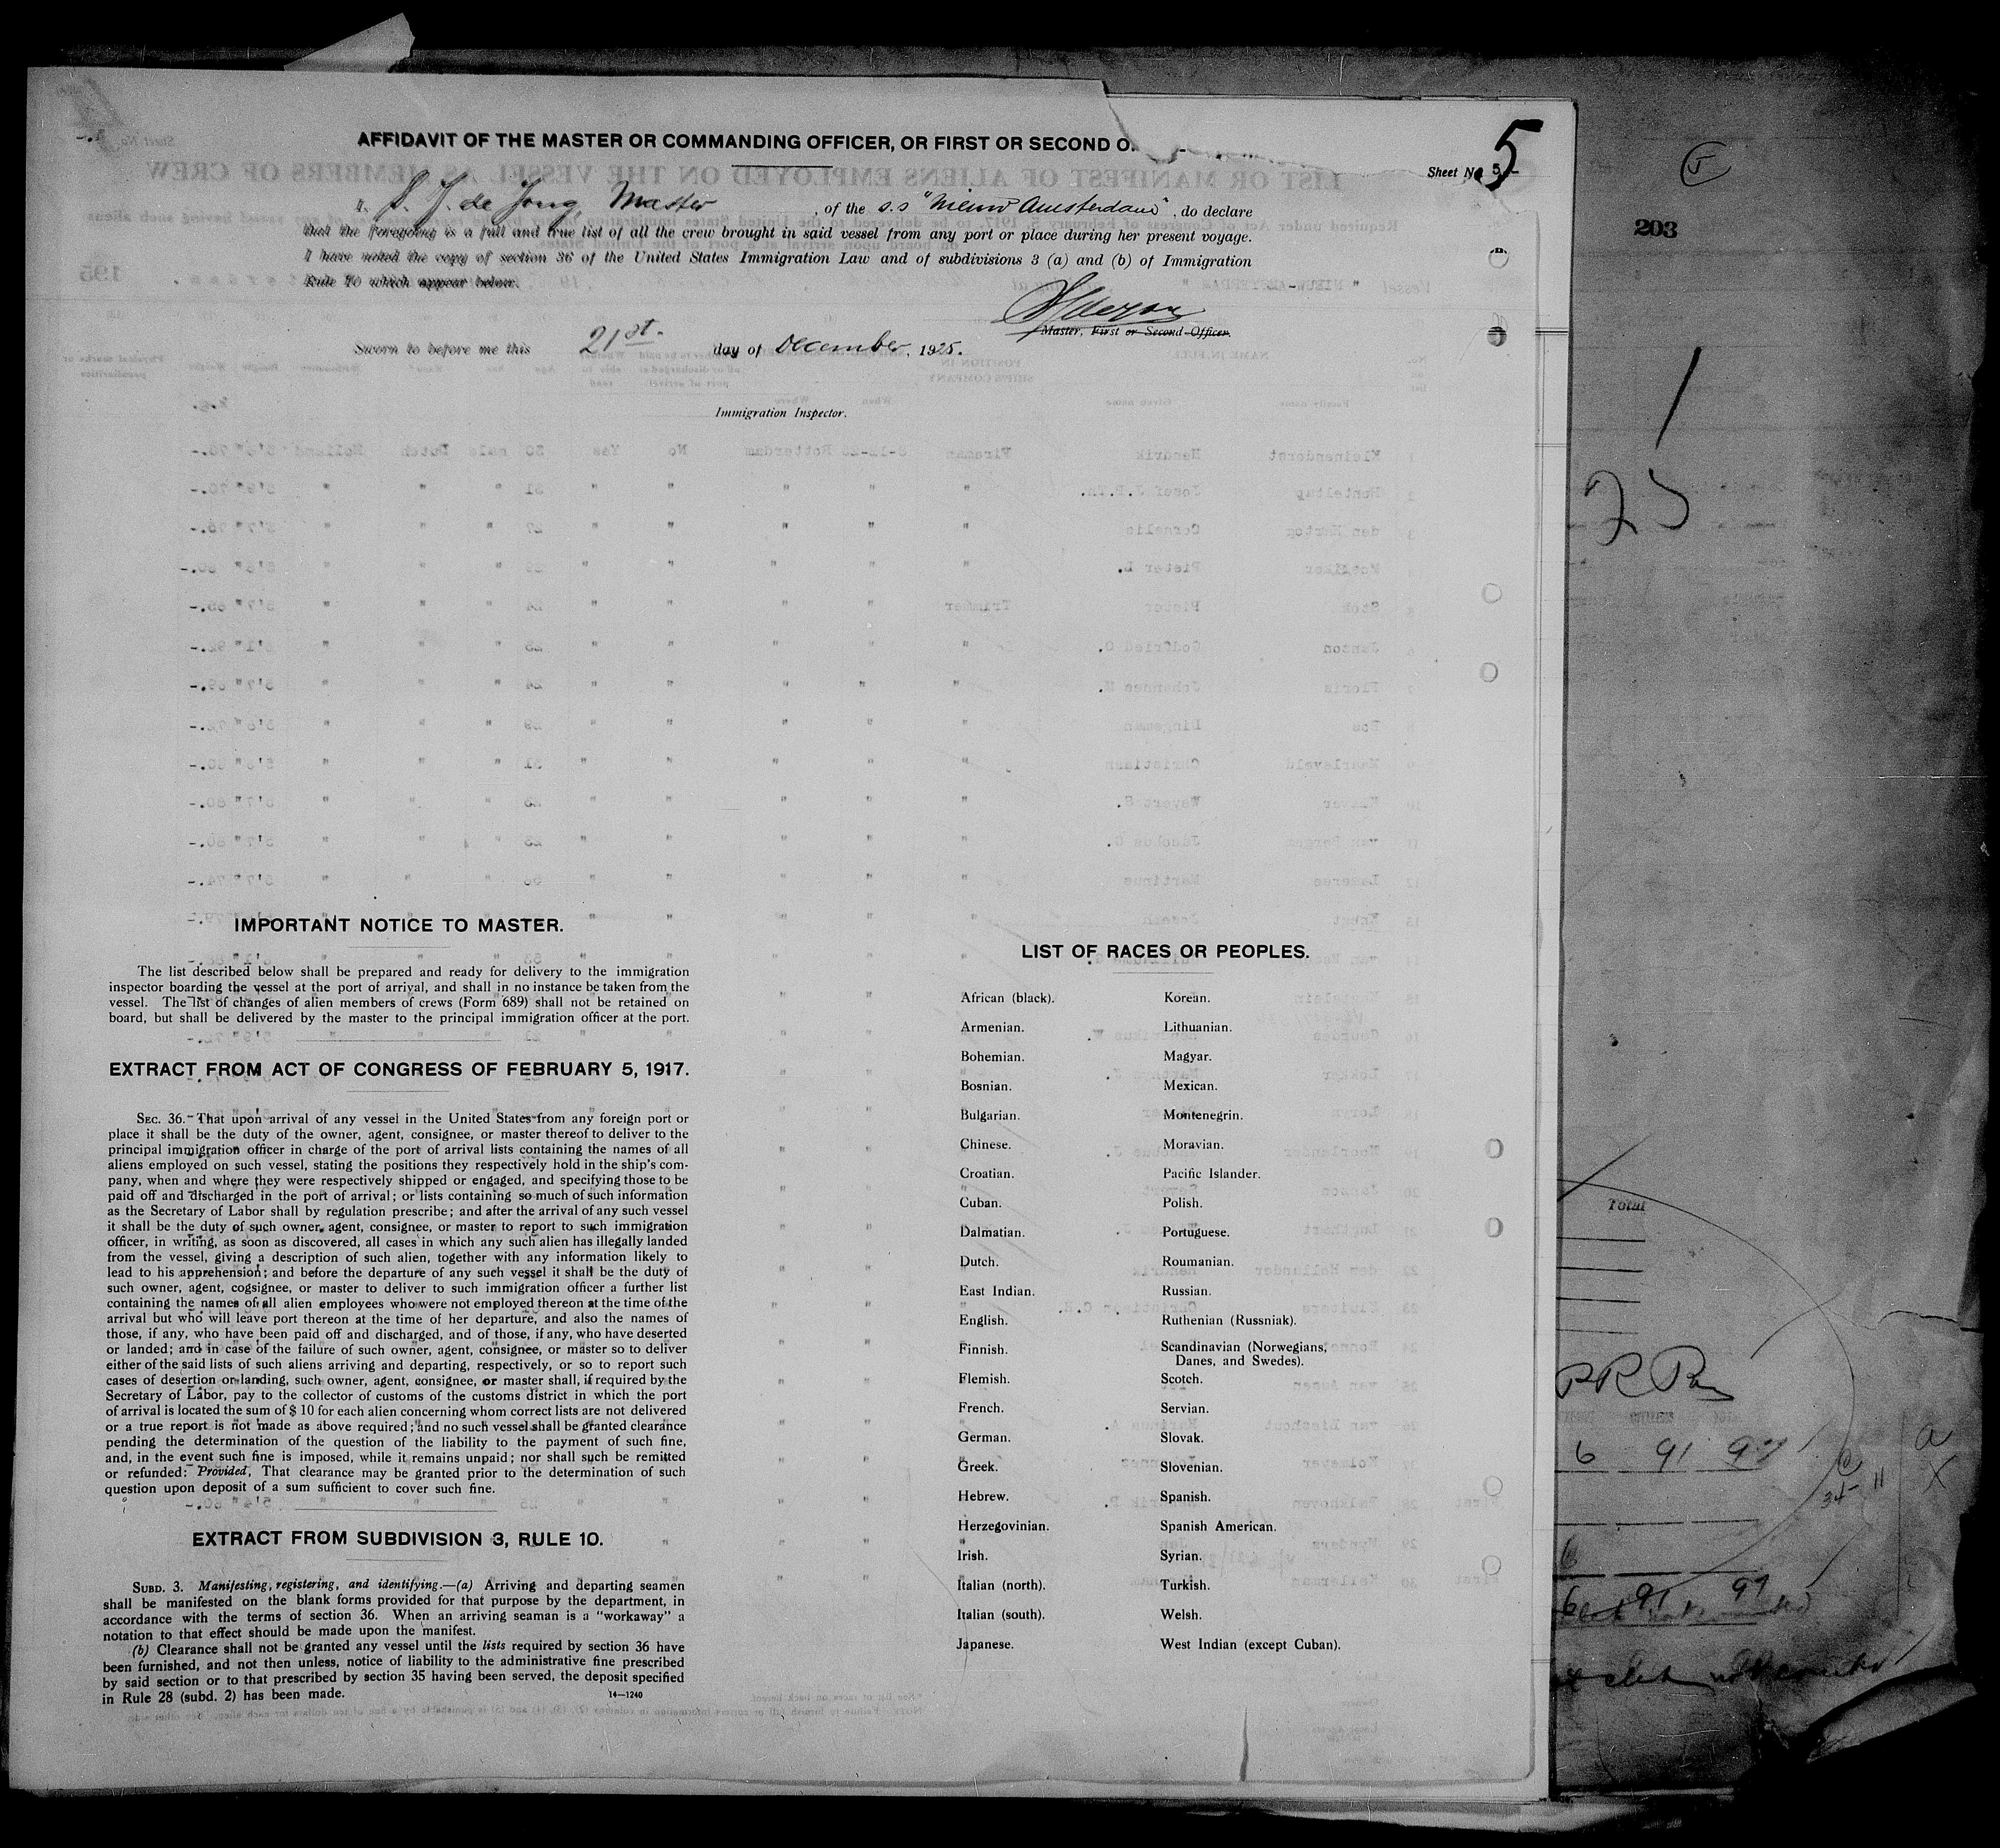 AFFIDAVIT OF THE MASTER OR COMMANDING OFFICER, OR FIRST OR SECOND O
Sheet No 5
5
I, S. J. de Jong, Master, of the s.s "Nieuw Amsterdam", do declare
that the foregoing is a full and true list of all the crew brought in said vessel from any port or place during her present voyage.
I have noted the copy of section 36 of the United States Immigration Law and of subdivisions 3 (a) and (b) of Immigration
Rule 10 which appear below.
Master, First or Second Officer.
Sworn to before me this 21st. day of December, 1925.
Immigration Inspector.
IMPORTANT NOTICE TO MASTER.
The list described below shall be prepared and ready for delivery to the immigration
inspector boarding the vessel at the port of arrival, and shall in no instance be taken from the
vessel. The list of changes of alien members of crews (Form 689) shall not be retained on
board, but shall be delivered by the master to the principal immigration officer at the port.
EXTRACT FROM ACT OF CONGRESS OF FEBRUARY 5, 1917.
SEC. 36. That upon arrival of any vessel in the United States from any foreign port or
place it shall be the duty of the owner, agent, consignee, or master thereof to deliver to the
principal immigration officer in charge of the port of arrival lists containing the names of all
aliens employed on such vessel, stating the positions they respectively hold in the ship's com-
pany, when and where they were respectively shipped or engaged, and specifying those to be
paid off and discharged in the port of arrival; or lists containing so much of such information
as the Secretary of Labor shall by regulation prescribe; and after the arrival of any such vessel
it shall be the duty of such owner, agent, consignee, or master to report to such immigration
officer, in writing, as soon as discovered, all cases in which any such alien has illegally landed
from the vessel, giving a description of such alien, together with any information likely to
lead to his apprehension; and before the departure of any such vessel it shall be the duty of
such owner, agent, cogsignee, or master to deliver to such immigration officer a further list
containing the names of all alien employees who were not employed thereon at the time of the
arrival but who will leave port thereon at the time of her departure, and also the names of
those, if any, who have been paid off and discharged, and of those, if any, who have deserted
or landed; and in case of the failure of such owner, agent, consignee, or master so to deliver
either of the said lists of such aliens arriving and departing, respectively, or so to report such
cases of desertion or landing, such owner, agent, consignee, or master shall, if required by the
Secretary of Labor, pay to the collector of customs of the customs district in which the port
of arrival is located the sum of $ 10 for each alien concerning whom correct lists are not delivered
or a true report is not made as above required; and no such vessel shall be granted clearance
pending the determination of the question of the liability to the payment of such fine,
and, in the event such fine is imposed, while it remains unpaid; nor shall such be remitted
or refunded: Provided, That clearance may be granted prior to the determination of such
question upon deposit of a sum sufficient to cover such fine.
EXTRACT FROM SUBDIVISION 3, RULE 10.
SUBD. 3. Manifesting, registering, and identifying.—(a) Arriving and departing seamen
shall be manifested on the blank forms provided for that purpose by the department, in
accordance with the terms of section 36. When an arriving seaman is a "workaway" a
notation to that effect should be made upon the manifest.
(b) Clearance shall not be granted any vessel until the lists required by section 36 have
been furnished, and not then unless, notice of liability to the administrative fine prescribed
by said section or to that prescribed by section 35 having been served, the deposit specified
in Rule 28 (subd. 2) has been made.
14—1240
LIST OF RACES OR PEOPLES.
African (black). Korean.
Armenian. Lithuanian.
Bohemian. Magyar.
Bosnian. Mexican.
Bulgarian. Montenegrin.
Chinese. Moravian.
Croatian. Pacific Islander.
Cuban. Polish.
Dalmatian. Portuguese.
Dutch. Roumanian.
East Indian. Russian.
English. Ruthenian (Russniak).
Finnish. Scandinavian (Norwegians,
Danes, and Swedes).
Flemish. Scotch.
French. Servian.
German. Slovak.
Greek. Slovenian.
Hebrew. Spanish.
Herzegovinian. Spanish American.
Irish. Syrian.
Italian (north). Turkish.
Italian (south). Welsh.
Japanese. West Indian (except Cuban).
203
Total
6 91 97
6 91 97